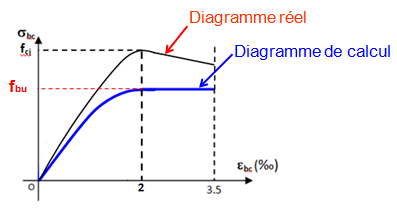 Diagramme réel
σbc
fcj
Diagramme de calcul
fbu
O
2
3.5
εbc (‰)